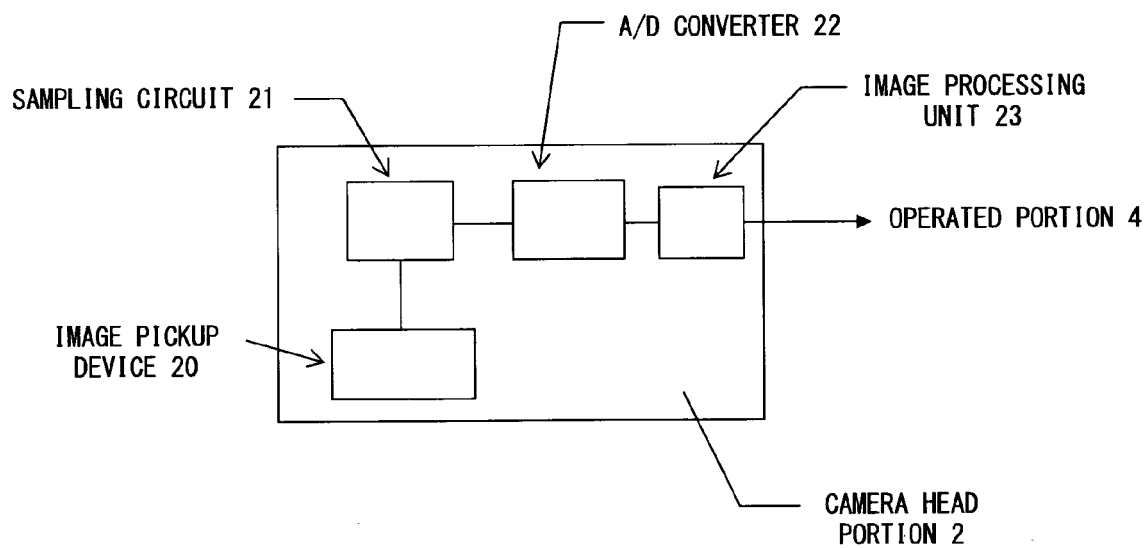 A/D CONVERTER 22
SAMPLING CIRCUIT 21
IMAGE PROCESSING
UNIT 23
OPERATED PORTION 4
IMAGE PICKUP
DEVICE 20
CAMERA HEAD
PORTION 2